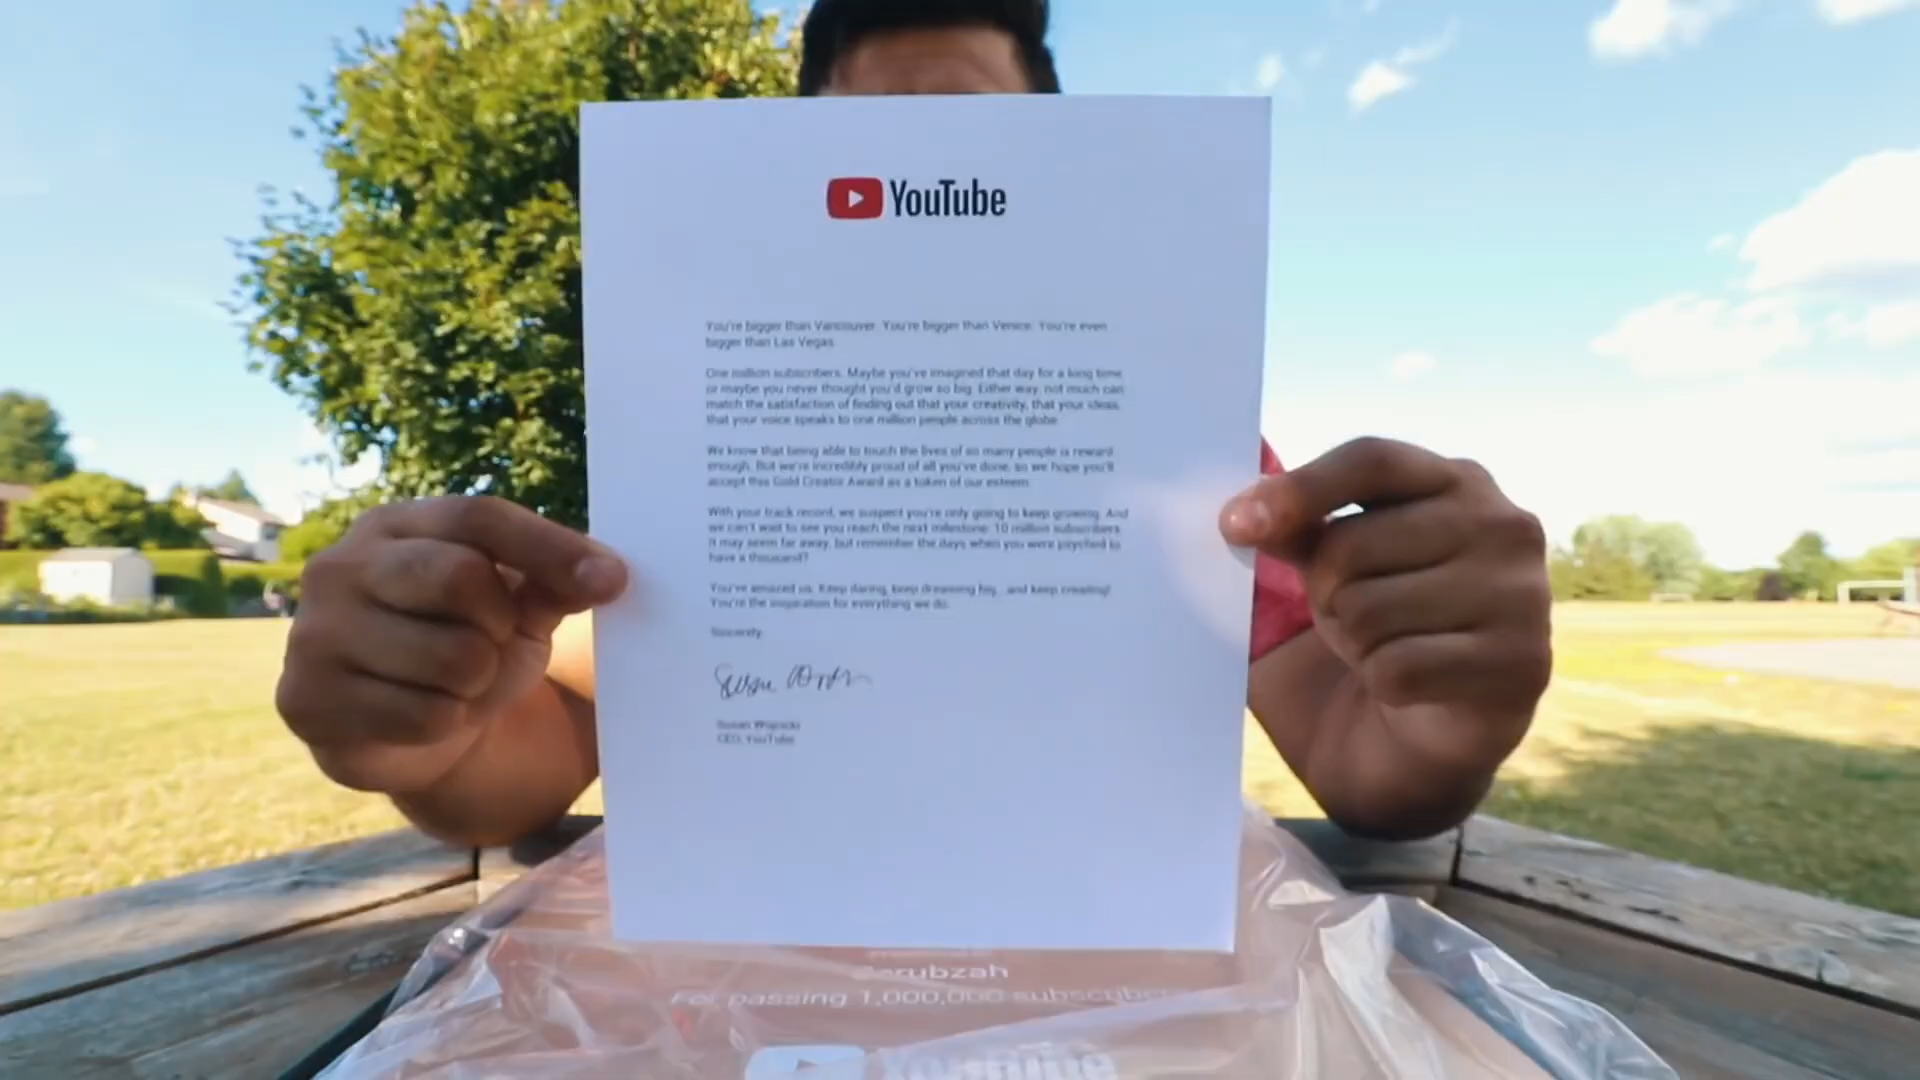 YouTube
You're bigger than Vancouver. You're bigger than Venice. You're even
bigger than Las Vegas.
One million subscribers. Maybe you've imagined that day for a long time,
or maybe you never thought you'd grow so big. Either way, not much can
match the satisfaction of finding out that your creativity, that your ideas,
that your voice speaks to one million people across the globe.
We know that being able to touch the lives of so many people is reward
enough. But we're incredibly proud of all you've done, so we hope you'll
accept this Gold Creator Award as a token of our esteem.
With your track record, we suspect you're only going to keep growing. And
we can't wait to see you reach the next milestone: 10 million subscribers.
It may seem far away, but remember the days when you were psyched to
have a thousand?
You've amazed us. Keep daring, keep dreaming big, and keep creating!
You're the inspiration for everything we do.
Sincerely,
Susan Wojcicki
CEO, YouTube
For passing 1,000,000
YouTube